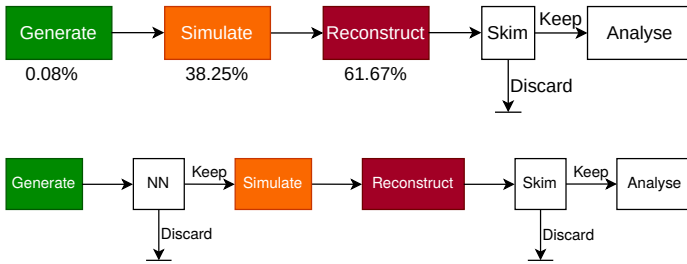 Generate Simulate Reconstruct Skim Keep Analyse
0.08% 38.25% 61.67%
Discard
Generate NN Keep Simulate Reconstruct Skim Keep Analyse
Discard Discard